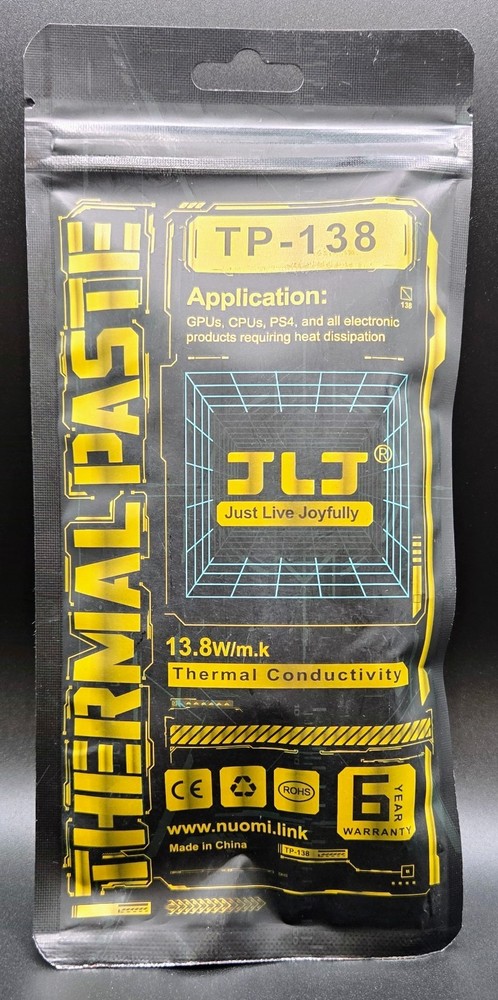 THERMAL PASTE
TP-138
Application:
138
GPUs, CPUs, PS4, and all electronic
products requiring heat dissipation
JLJ®
Just Live Joyfully
13.8W/m.k
Thermal Conductivity
CE
ROHS
6 YEAR
WARRANTY
www.nuomi.link
Made in China
TP-138